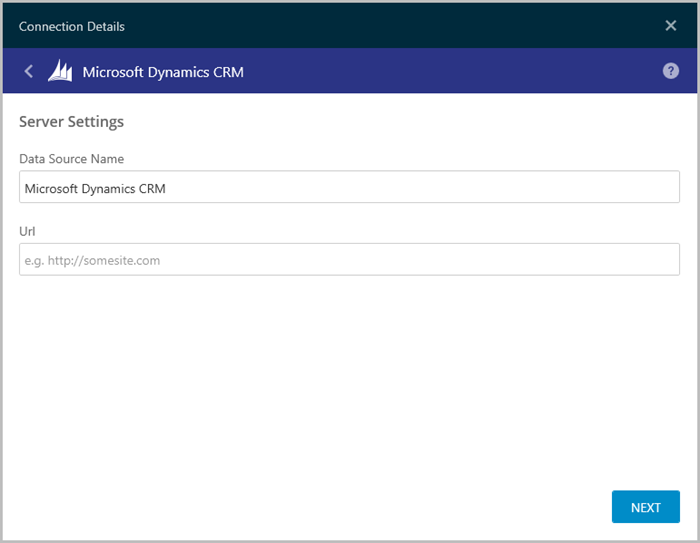 Connection Details
Microsoft Dynamics CRM
?
Server Settings
Data Source Name
Microsoft Dynamics CRM
Url
e.g. http://somesite.com
NEXT